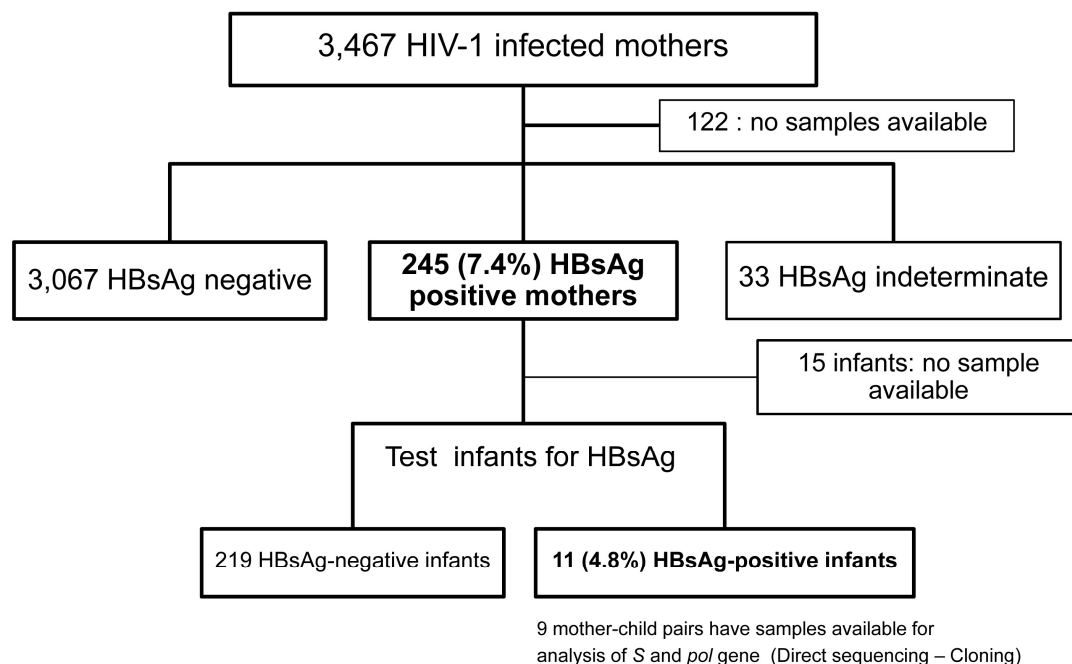 3,467 HIV-1 infected mothers
122 : no samples available
3,067 HBsAg negative
245 (7.4%) HBsAg
positive mothers
33 HBsAg indeterminate
15 infants: no sample
available
Test infants for HBsAg
219 HBsAg-negative infants
11 (4.8%) HBsAg-positive infants
9 mother-child pairs have samples available for
analysis of S and pol gene (Direct sequencing – Cloning)